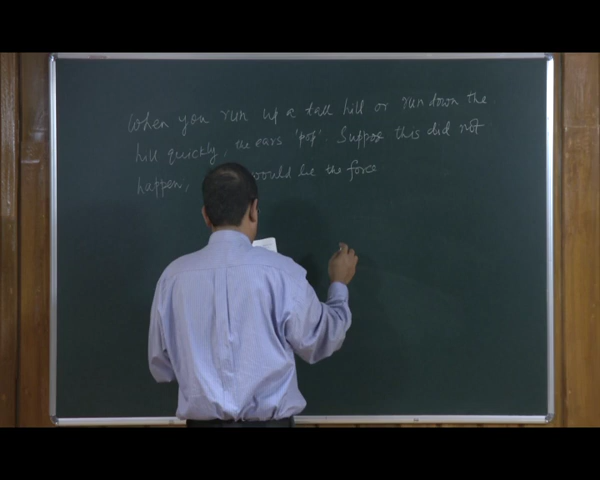 When you run up a tall hill or run down the
hill quickly, the ears 'pop'. Suppose this did not
happen, would be the force